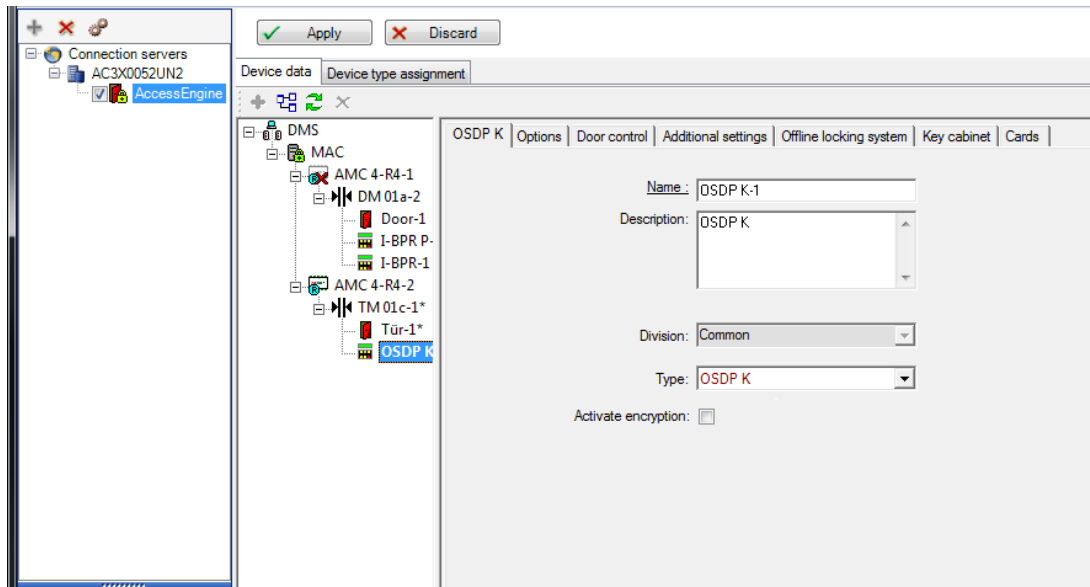 Connection servers
AC3X0052UN2
AccessEngine
Apply
Discard
Device data
Device type assignment
DMS
MAC
AMC 4-R4-1
DM 01a-2
Door-1
I-BPR P-
I-BPR-1
AMC 4-R4-2
TM 01c-1*
Tür-1*
OSDP K
OSDP K
Options
Door control
Additional settings
Offline locking system
Key cabinet
Cards
Name :
OSDP K-1
Description:
OSDP K
Division:
Common
Type:
OSDP K
Activate encryption: